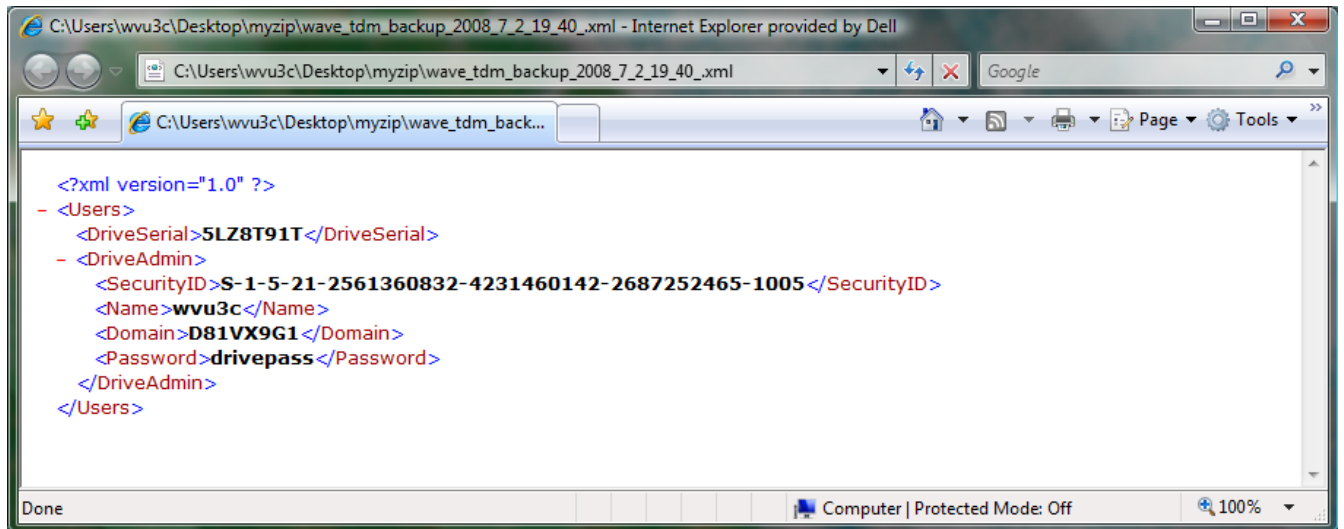 C:\Users\wvu3c\Desktop\myzip\wave_tdm_backup_2008_7_2_19_40_.xml - Internet Explorer provided by Dell
C:\Users\wvu3c\Desktop\myzip\wave_tdm_backup_2008_7_2_19_40_.xml Google
C:\Users\wvu3c\Desktop\myzip\wave_tdm_back... Page Tools »
<?xml version="1.0" ?>
- <Users>
<DriveSerial>5LZ8T91T</DriveSerial>
- <DriveAdmin>
<SecurityID>S-1-5-21-2561360832-4231460142-2687252465-1005</SecurityID>
<Name>wvu3c</Name>
<Domain>D81VX9G1</Domain>
<Password>drivepass</Password>
</DriveAdmin>
</Users>
Done Computer | Protected Mode: Off 100%